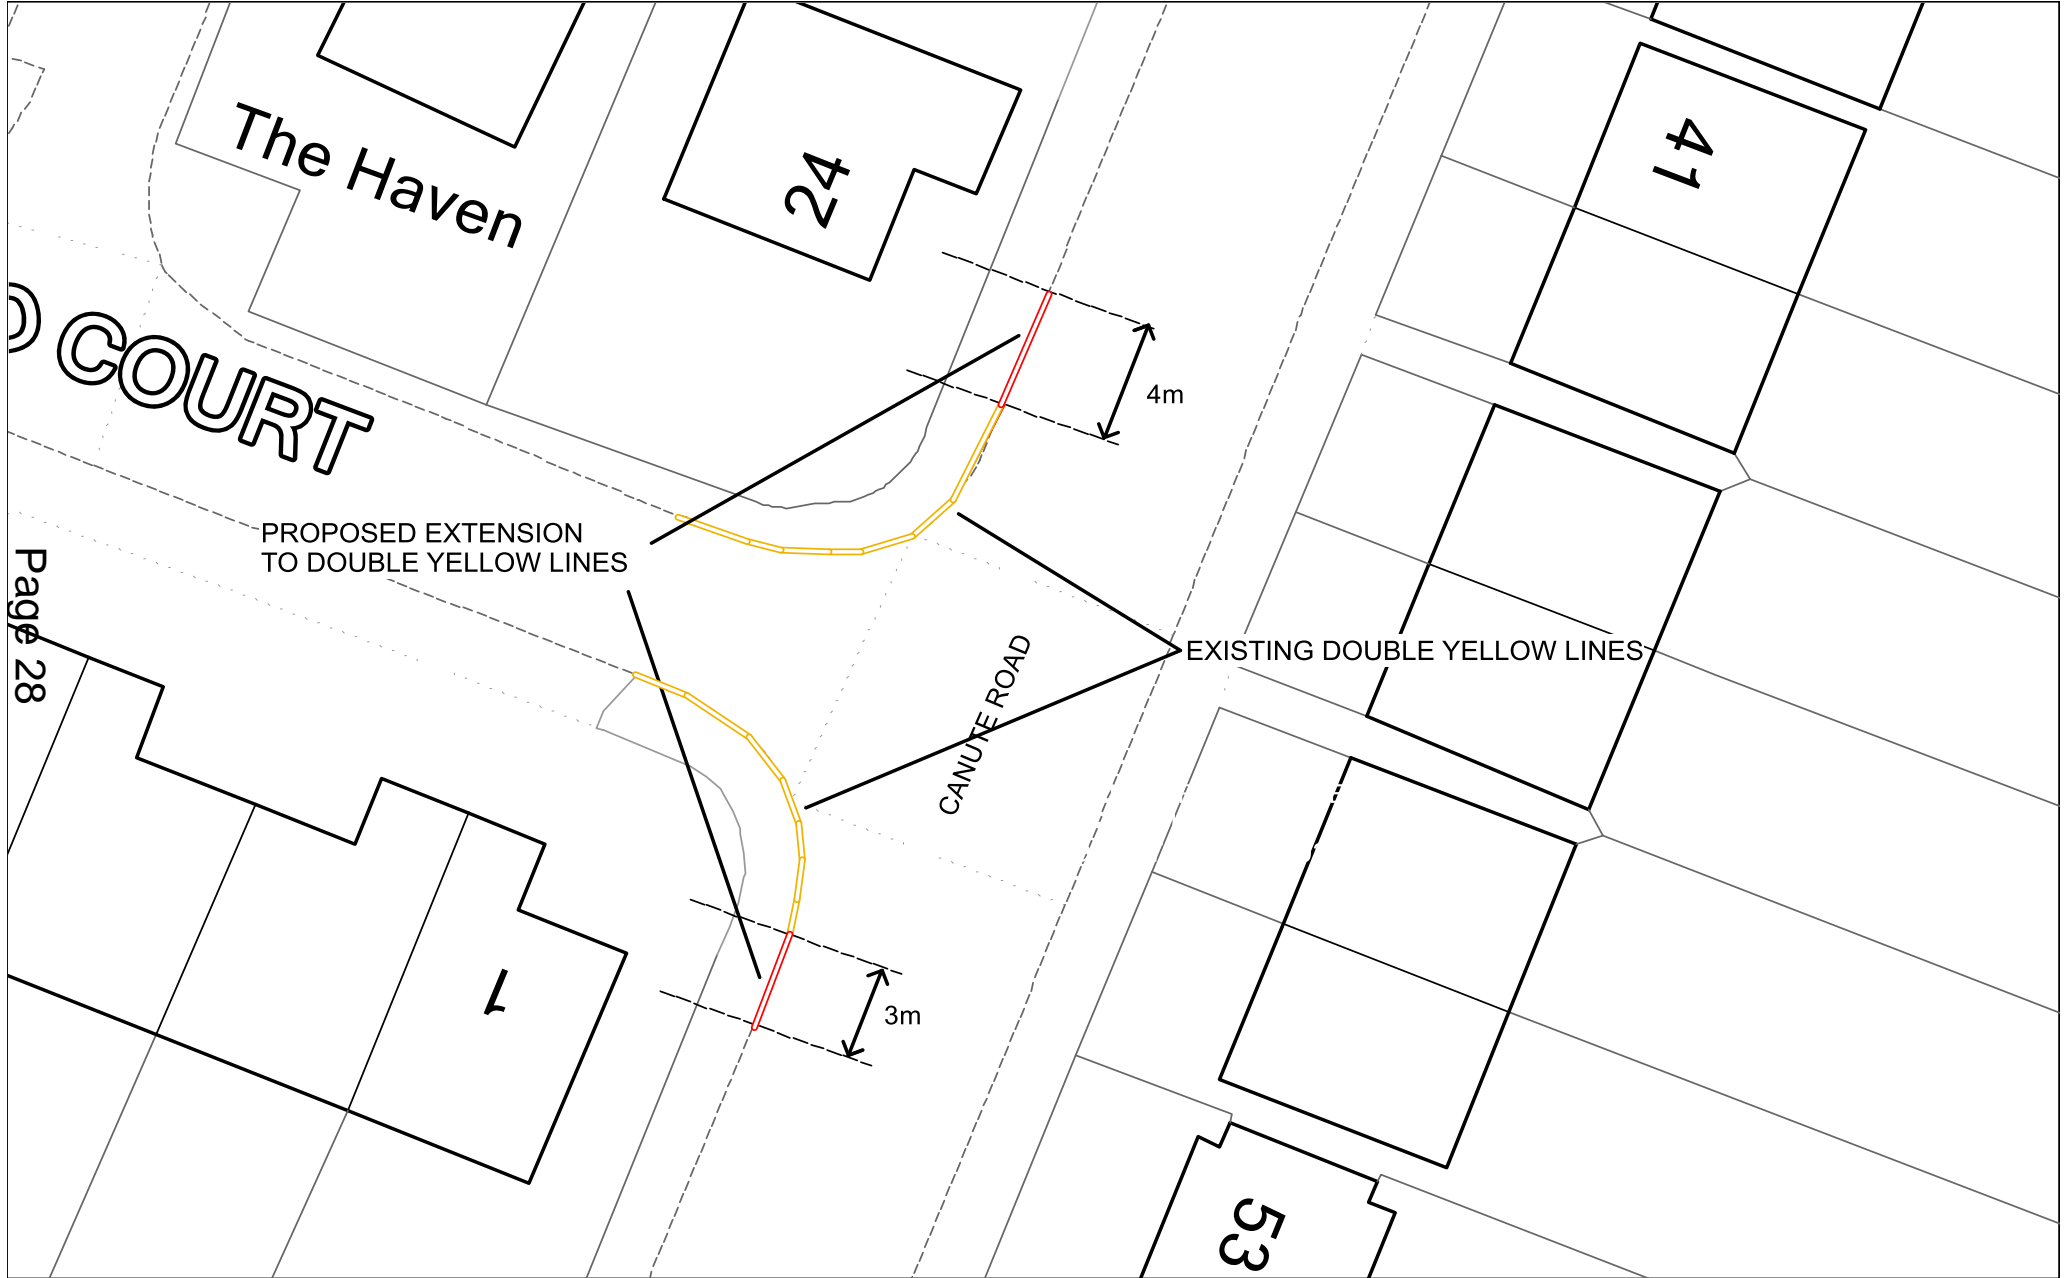 The Haven
24
41
COURT
4m
PROPOSED EXTENSION
TO DOUBLE YELLOW LINES
Page 28
EXISTING DOUBLE YELLOW LINES
CANUTE ROAD
1
3m
53